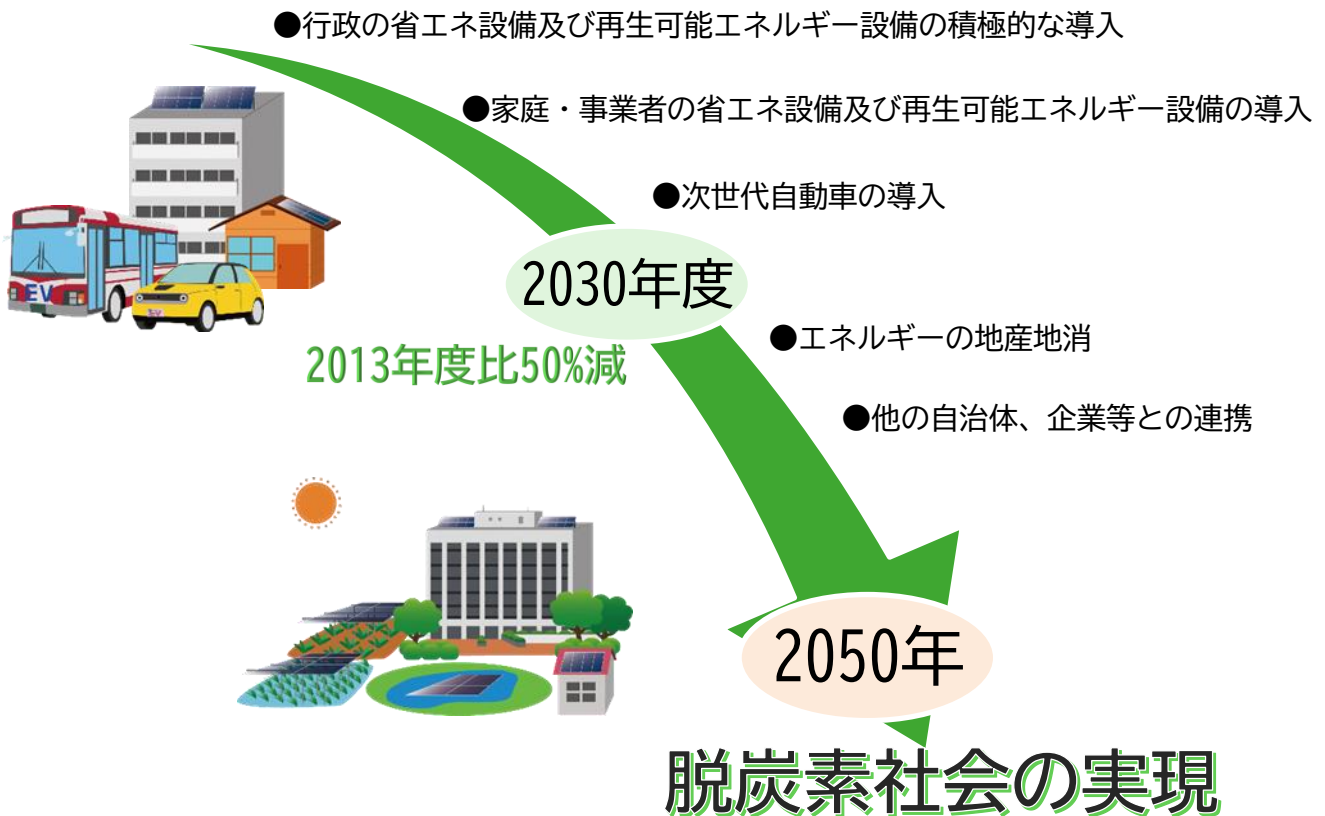 ●行政の省エネ設備及び再生可能エネルギー設備の積極的な導入
●家庭・事業者の省エネ設備及び再生可能エネルギー設備の導入
●次世代自動車の導入
2030年度
2013年度比50%減
EV
●エネルギーの地産地消
●他の自治体、企業等との連携
2050年
脱炭素社会の実現